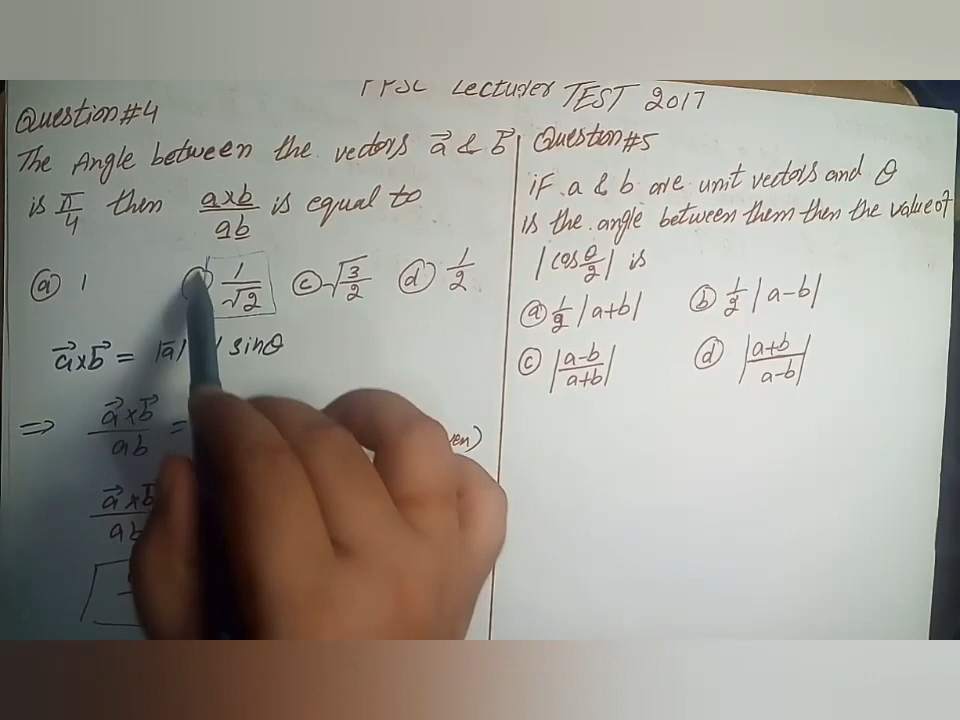 PPSC Lecturer TEST 2017
Question#4
The Angle between the vectors a⃗ & b⃗
is π/4 then a×b/ab is equal to
ⓐ 1 1/√2 ⓒ √3/2 ⓓ 1/2
a⃗×b⃗ = |a| sinθ
⇒ a⃗×b⃗/ab =
a⃗×b⃗/ab
Question#5
if a & b are unit vectors and θ
is the angle between them then the value of
|cos θ/2| is
ⓐ 1/2 |a+b| ⓑ 1/2 |a-b|
ⓒ |a-b/a+b| ⓓ |a+b/a-b|